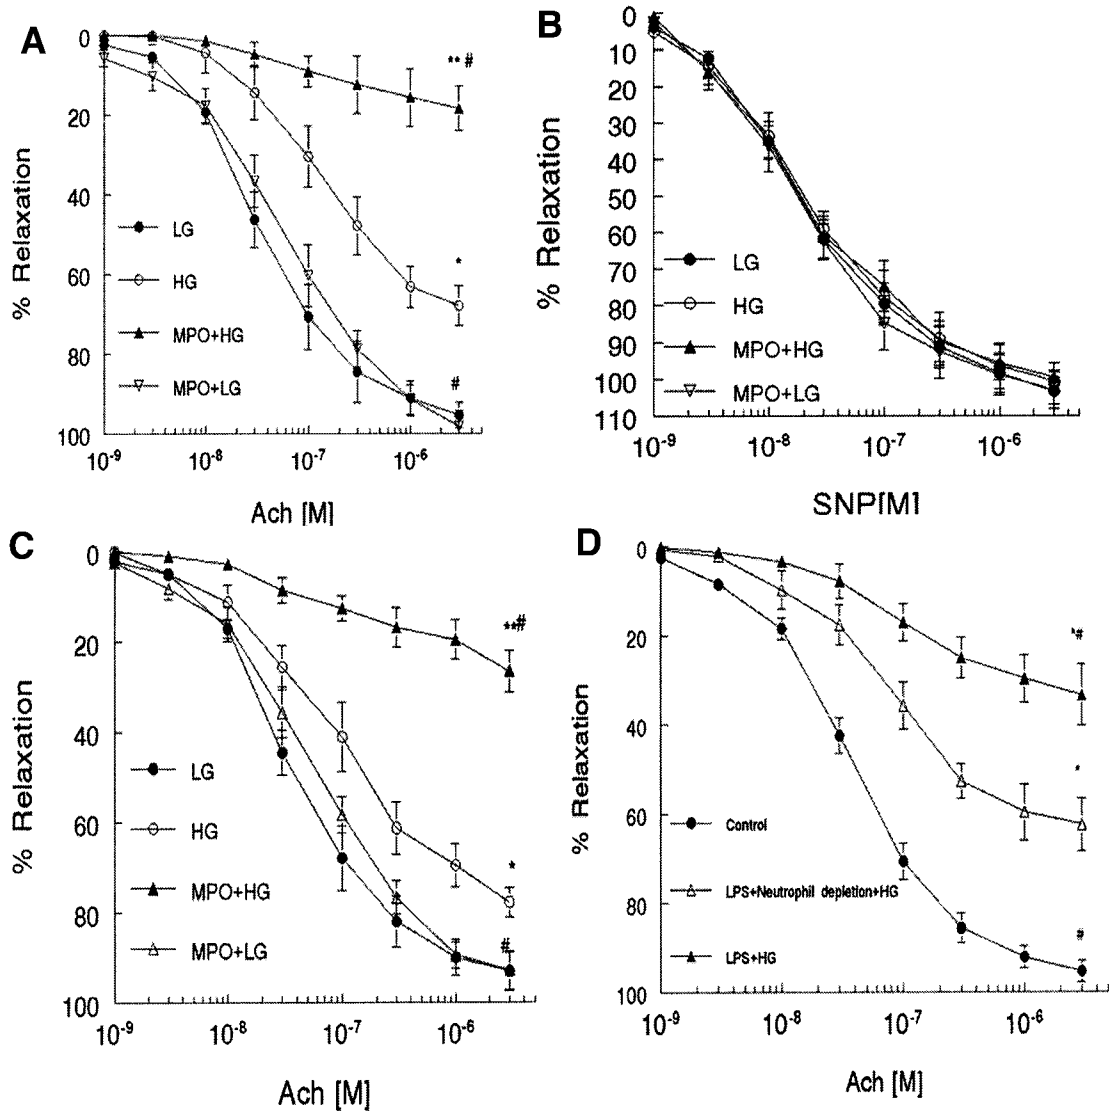 A
% Relaxation
0
20
40
60
80
100
LG
HG
MPO+HG
MPO+LG
** #
*
#
10-9
10-8
10-7
10-6
Ach [M]
B
% Relaxation
0
10
20
30
40
50
60
70
80
90
100
110
LG
HG
MPO+HG
MPO+LG
10-9
10-8
10-7
10-6
SNP[M]
C
% Relaxation
0
20
40
60
80
100
LG
HG
MPO+HG
MPO+LG
**#
*
#
10-9
10-8
10-7
10-6
Ach [M]
D
% Relaxation
0
20
40
60
80
100
Control
LPS+Neutrophil depletion+HG
LPS+HG
*#
*
#
10-9
10-8
10-7
10-6
Ach [M]